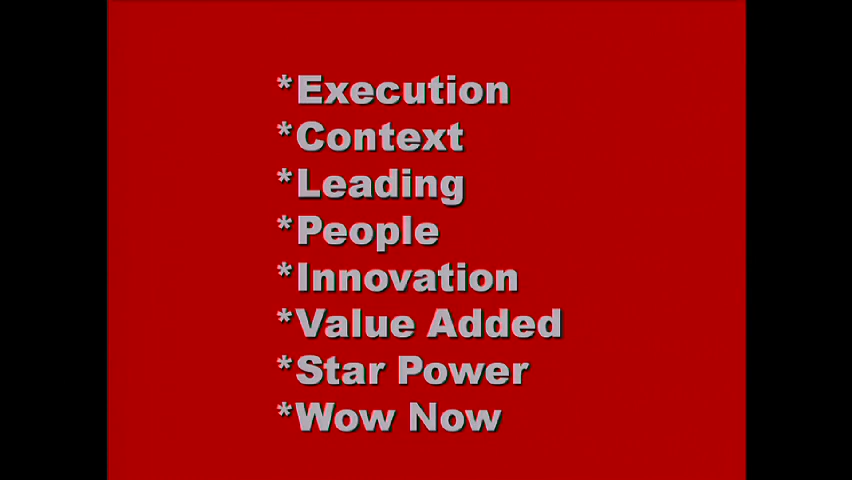 *Execution
*Context
*Leading
*People
*Innovation
*Value Added
*Star Power
*Wow Now